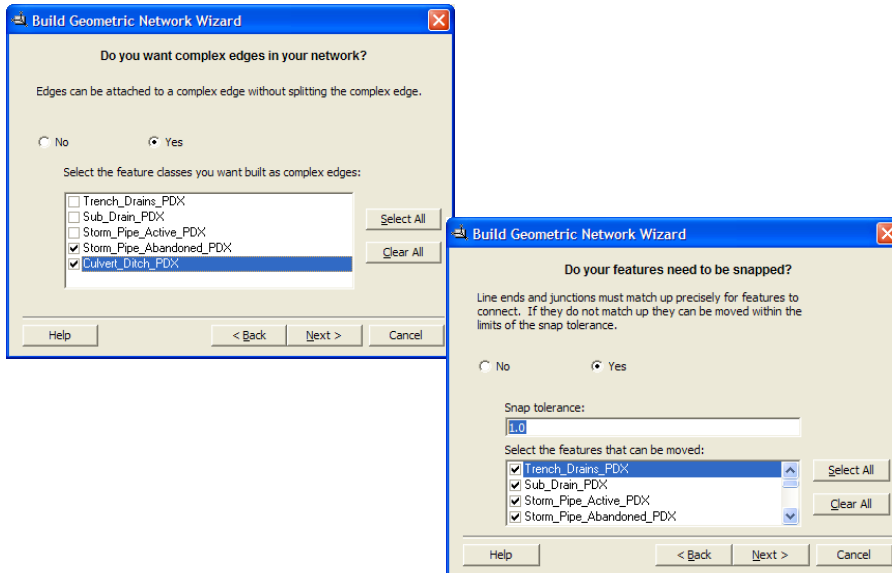 Build Geometric Network Wizard
Do you want complex edges in your network?
Edges can be attached to a complex edge without splitting the complex edge.
No Yes
Select the feature classes you want built as complex edges:
Trench_Drains_PDX
Sub_Drain_PDX
Storm_Pipe_Active_PDX
Storm_Pipe_Abandoned_PDX
Culvert_Ditch_PDX
Select All
Clear All
Help < Back Next > Cancel
Build Geometric Network Wizard
Do your features need to be snapped?
Line ends and junctions must match up precisely for features to
connect. If they do not match up they can be moved within the
limits of the snap tolerance.
No Yes
Snap tolerance:
1.0
Select the features that can be moved:
Trench_Drains_PDX
Sub_Drain_PDX
Storm_Pipe_Active_PDX
Storm_Pipe_Abandoned_PDX
Select All
Clear All
Help < Back Next > Cancel